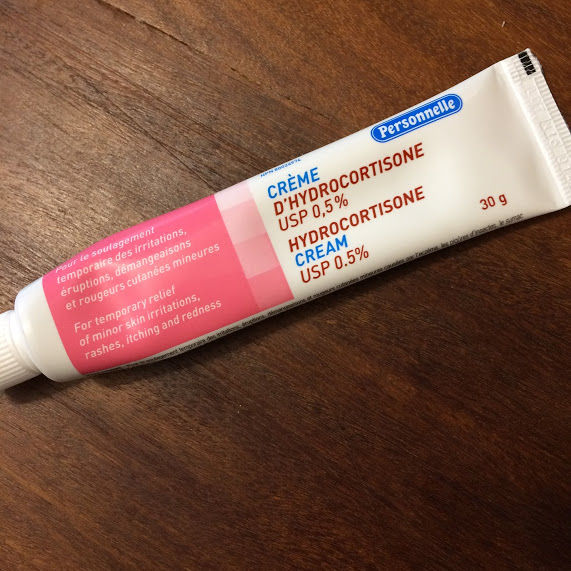 Personnelle
CRÈME
D'HYDROCORTISONE
USP 0,5%
HYDROCORTISONE
CREAM
USP 0.5%
30 g
Pour le soulagement
temporaire des irritations,
éruptions, démangeaisons
et rougeurs cutanées mineures
For temporary relief
of minor skin irritations,
rashes, itching and redness